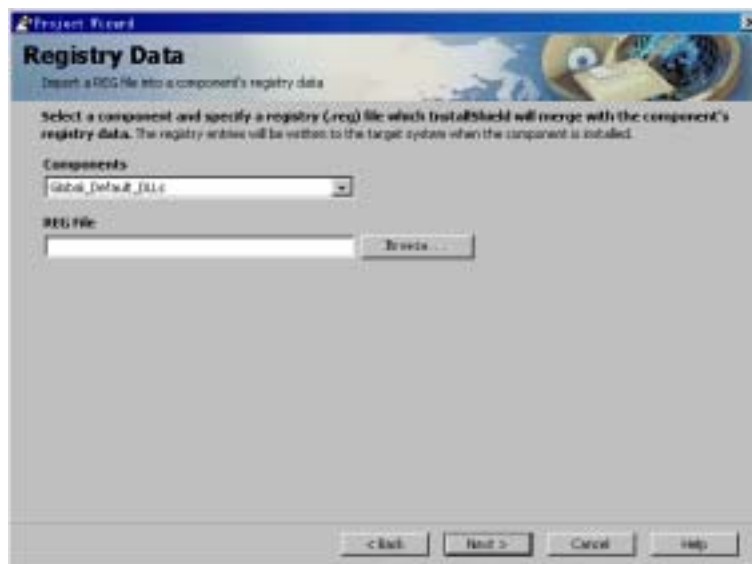 Project Wizard
Registry Data
Import a REG file into a component's registry data
Select a component and specify a registry (.reg) file which InstallShield will merge with the component's
registry data. The registry entries will be written to the target system when the component is installed.
Components
Global_Default_DLLs
REG File
Browse...
< Back
Next >
Cancel
Help